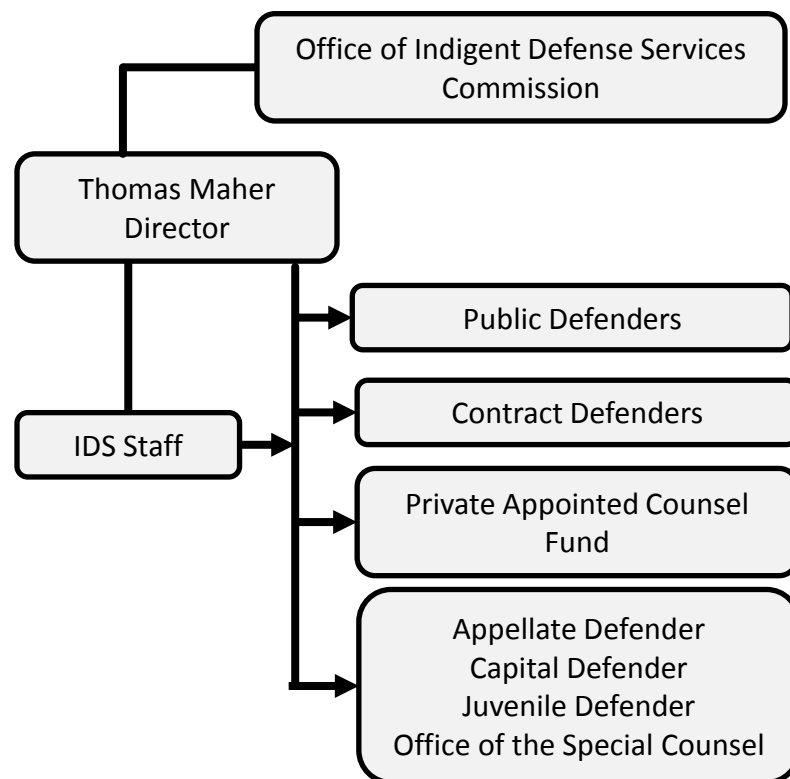 Office of Indigent Defense Services
Commission
Thomas Maher
Director
Public Defenders
Contract Defenders
IDS Staff
Private Appointed Counsel
Fund
Appellate Defender
Capital Defender
Juvenile Defender
Office of the Special Counsel